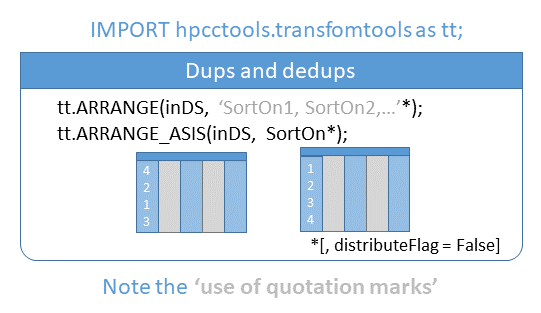 IMPORT hpcctools.transfomtools as tt;
Dups and dedups
tt.ARRANGE(inDS, ‘SortOn1, SortOn2,...’*);
tt.ARRANGE_ASIS(inDS, SortOn*);
4
2
1
3
1
2
3
4
*[, distributeFlag = False]
Note the ‘use of quotation marks’